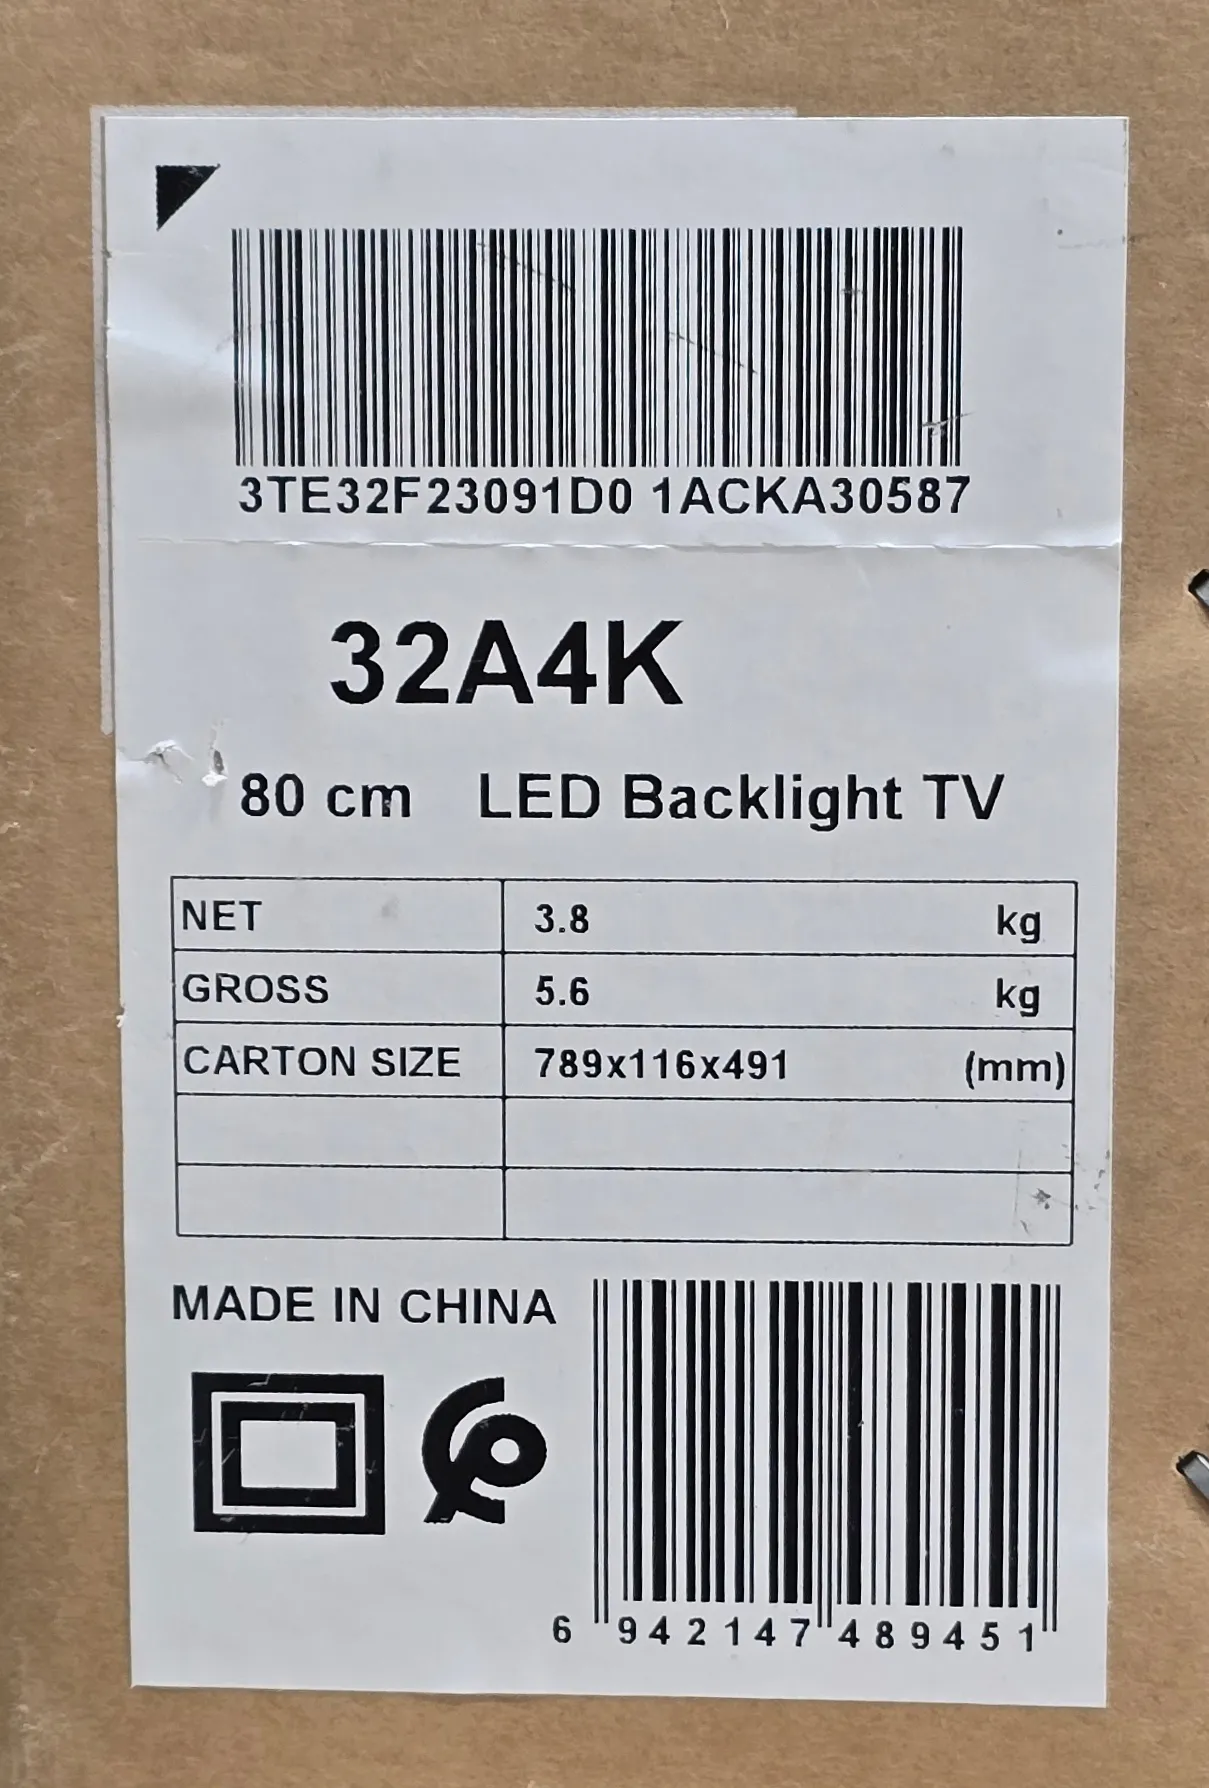 3TE32F23091D0 1ACKA30587
32A4K
80 cm LED Backlight TV
NET 3.8 kg
GROSS 5.6 kg
CARTON SIZE 789x116x491 (mm)
MADE IN CHINA
6 942147 489451